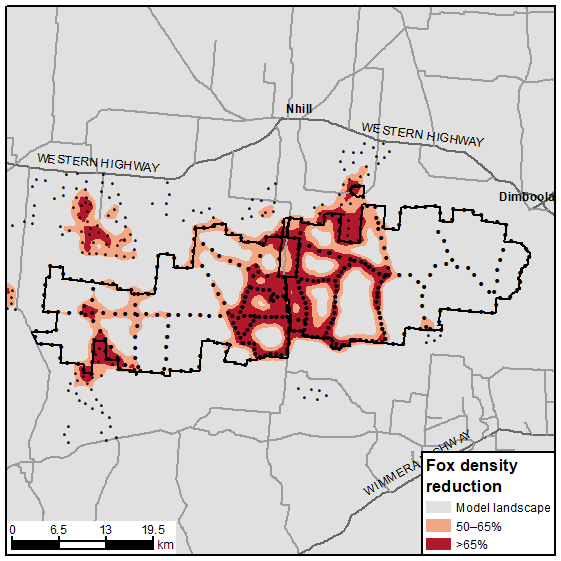 Nhill
WESTERN HIGHWAY
WESTERN HIGHWAY
Dimboola
WIMMERA HIGHWAY
Fox density
reduction
Model landscape
50–65%
>65%
0 6.5 13 19.5
km